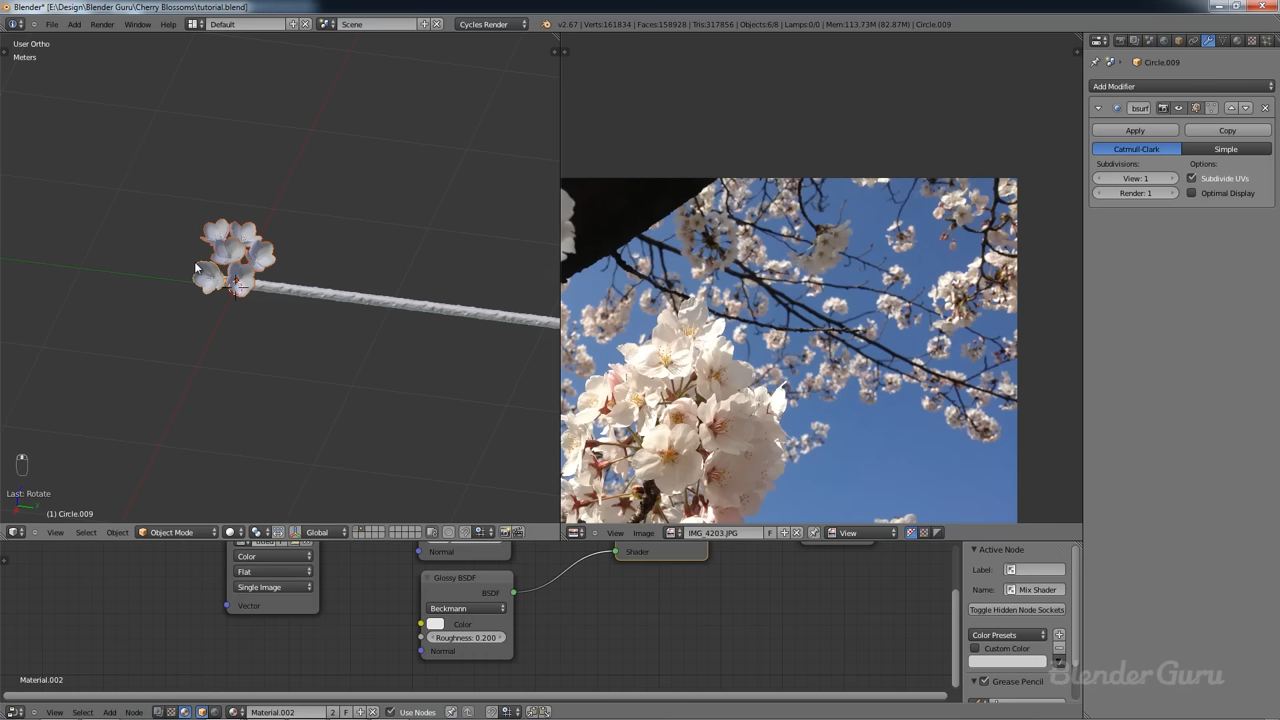 Blender* [E:\Design\Blender Guru\Cherry Blossoms\tutorial.blend]
File Add Render Window Help Default Scene Cycles Render v2.67 | Verts:161834 | Faces:158928 | Tris:317856 | Objects:6/8 | Lamps:0/0 | Mem:113.73M (82.87M) | Circle.009
User Ortho
Meters
Circle.009
Add Modifier
bsurf
Apply Copy
Catmull-Clark Simple
Subdivisions: Options:
View: 1 Subdivide UVs
Render: 1 Optimal Display
Last: Rotate
(1) Circle.009
View Select Object Object Mode Global
View Image IMG_4203.JPG F View
Color
Flat
Single Image
Vector
Normal
Glossy BSDF
BSDF
Beckmann
Color
Roughness: 0.200
Normal
Shader
Active Node
Label:
Name: Mix Shader
Toggle Hidden Node Sockets
Color Presets
Custom Color
Grease Pencil
BlenderGuru
Material.002
View Select Add Node Material.002 2 F Use Nodes